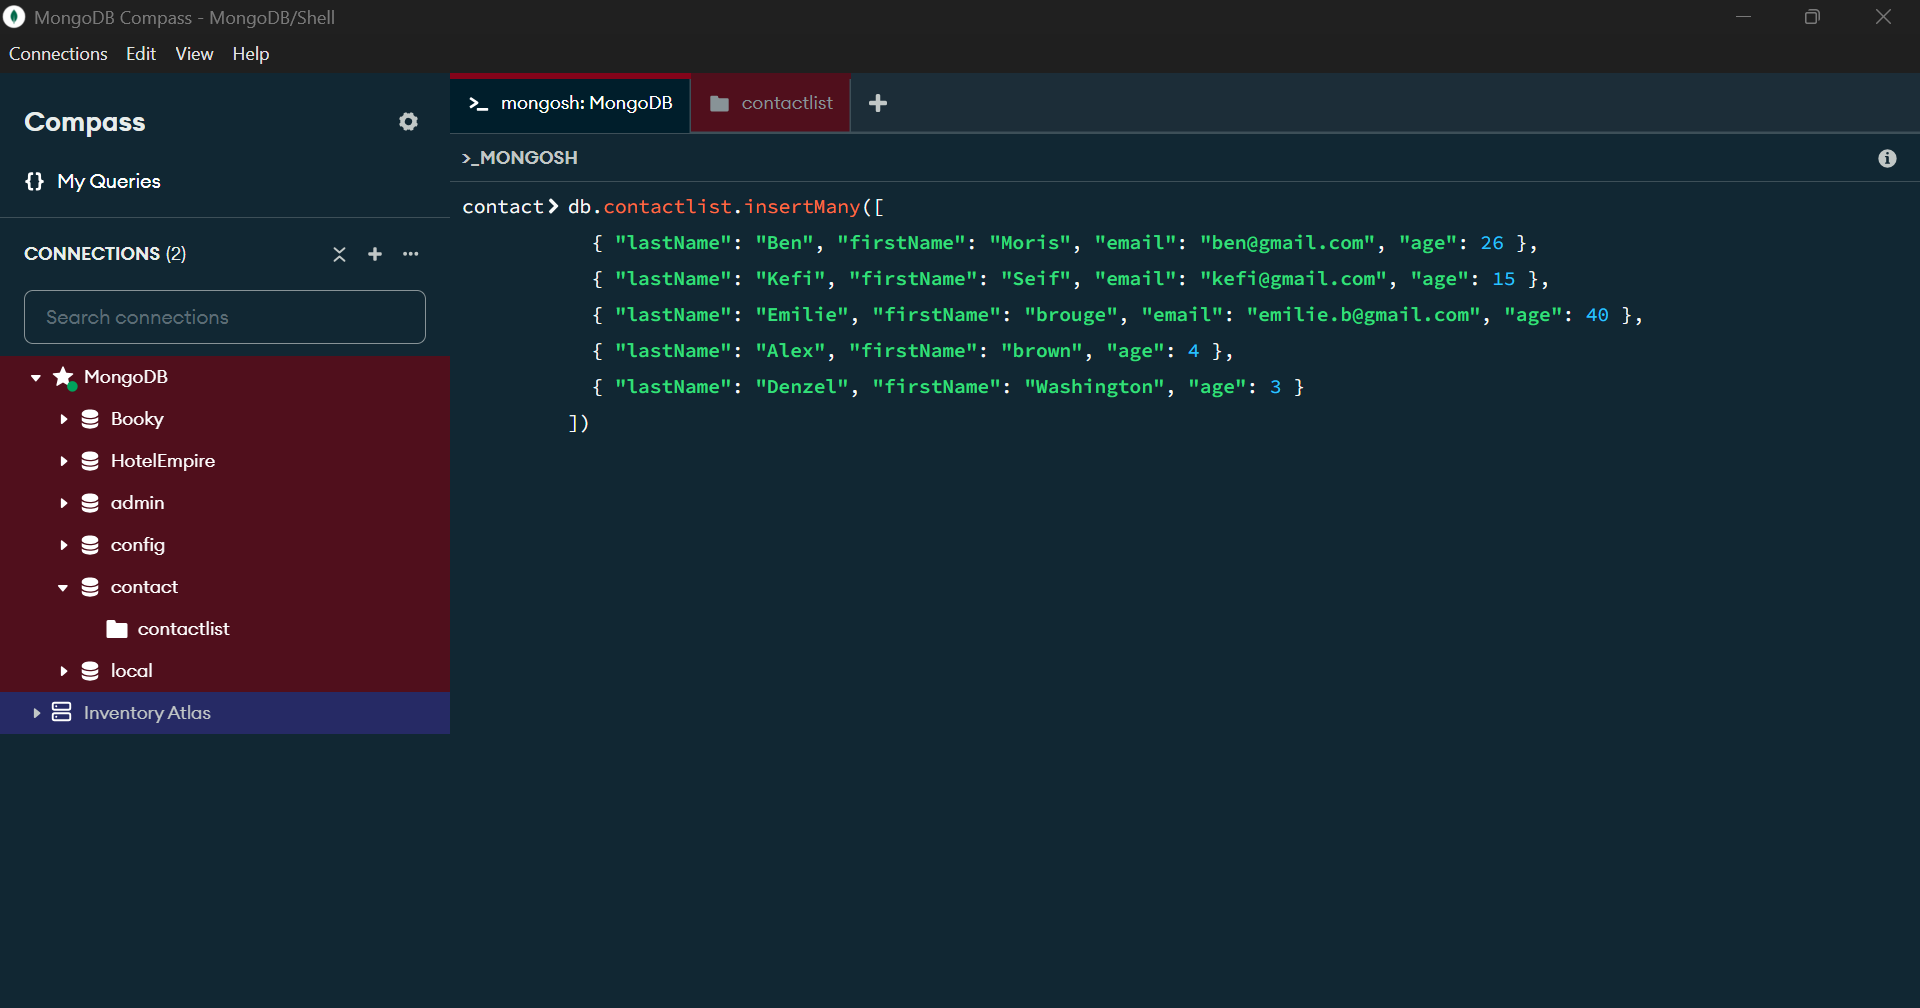 MongoDB Compass - MongoDB/Shell
Connections Edit View Help
Compass
{} My Queries
CONNECTIONS (2)
Search connections
MongoDB
Booky
HotelEmpire
admin
config
contact
contactlist
local
Inventory Atlas
>_ mongosh: MongoDB contactlist
>_MONGOSH
contact> db.contactlist.insertMany([
{ "lastName": "Ben", "firstName": "Moris", "email": "ben@gmail.com", "age": 26 },
{ "lastName": "Kefi", "firstName": "Seif", "email": "kefi@gmail.com", "age": 15 },
{ "lastName": "Emilie", "firstName": "brouge", "email": "emilie.b@gmail.com", "age": 40 },
{ "lastName": "Alex", "firstName": "brown", "age": 4 },
{ "lastName": "Denzel", "firstName": "Washington", "age": 3 }
])